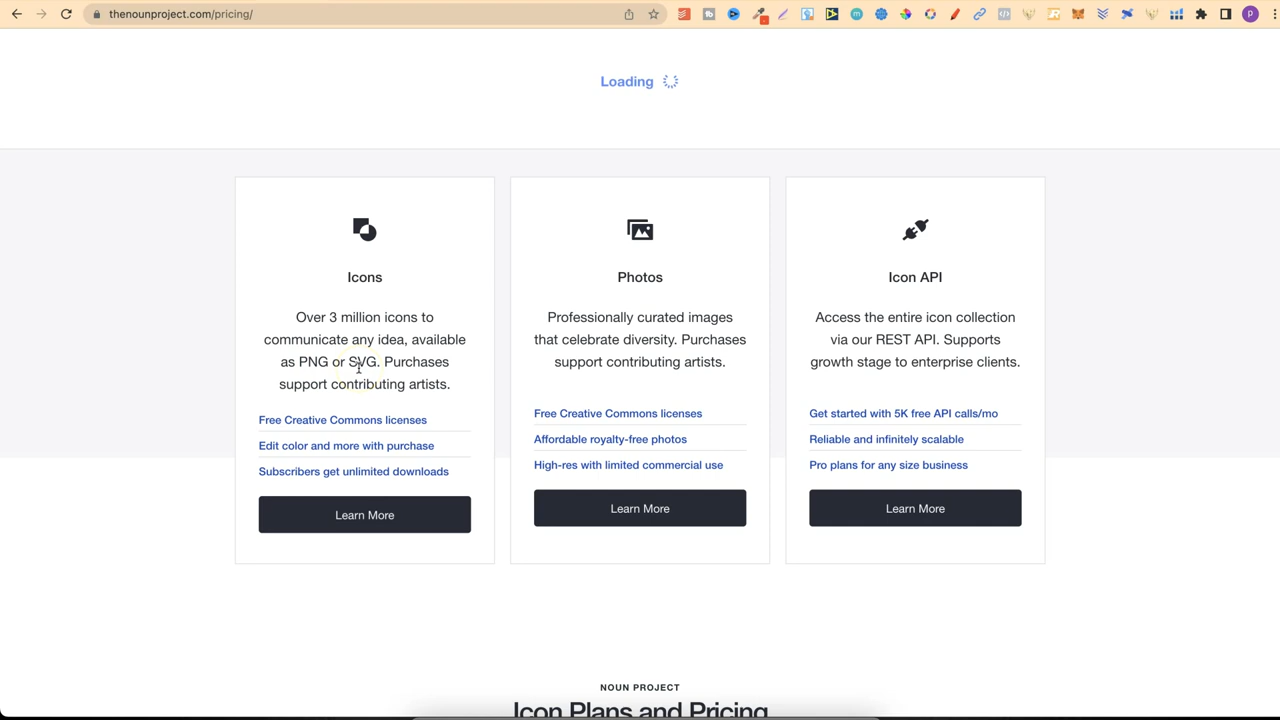 thenounproject.com/pricing/
Loading
Icons
Over 3 million icons to
communicate any idea, available
as PNG or SVG. Purchases
support contributing artists.
Free Creative Commons licenses
Edit color and more with purchase
Subscribers get unlimited downloads
Learn More
Photos
Professionally curated images
that celebrate diversity. Purchases
support contributing artists.
Free Creative Commons licenses
Affordable royalty-free photos
High-res with limited commercial use
Learn More
Icon API
Access the entire icon collection
via our REST API. Supports
growth stage to enterprise clients.
Get started with 5K free API calls/mo
Reliable and infinitely scalable
Pro plans for any size business
Learn More
NOUN PROJECT
Icon Plans and Pricing